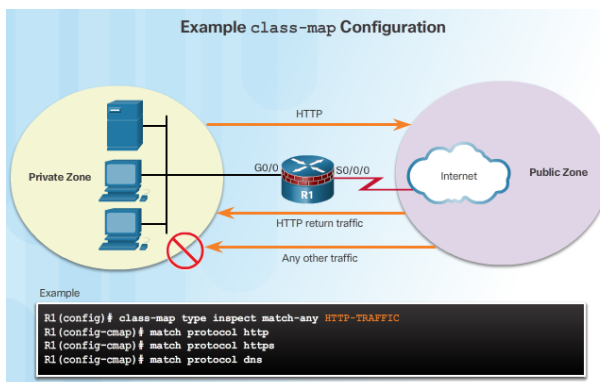 Example class-map Configuration
HTTP
Private Zone
G0/0
S0/0/0
R1
Internet
Public Zone
HTTP return traffic
Any other traffic
Example
R1(config)# class-map type inspect match-any HTTP-TRAFFIC
R1(config-cmap)# match protocol http
R1(config-cmap)# match protocol https
R1(config-cmap)# match protocol dns